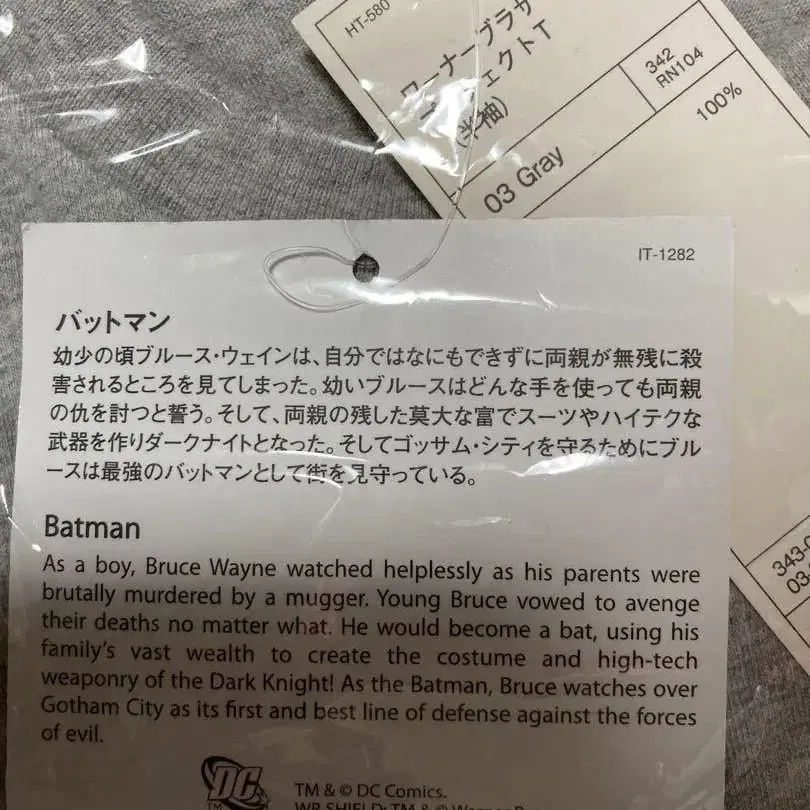 HT-580
ワーナーブラザ
プ ジェクトT
(半袖)
342
RN104
03 Gray
100%
IT-1282
バットマン
幼少の頃ブルース・ウェインは、自分ではなにもできずに両親が無残に殺
害されるところを見てしまった。幼いブルースはどんな手を使っても両親
の仇を討つと誓う。そして、両親の残した莫大な富でスーツやハイテクな
武器を作りダークナイトとなった。そしてゴッサム・シティを守るためにブル
ースは最強のバットマンとして街を見守っている。
Batman
As a boy, Bruce Wayne watched helplessly as his parents were
brutally murdered by a mugger. Young Bruce vowed to avenge
their deaths no matter what. He would become a bat, using his
family's vast wealth to create the costume and high-tech
weaponry of the Dark Knight! As the Batman, Bruce watches over
Gotham City as its first and best line of defense against the forces
of evil.
343-0
03-
DC
TM
TM & © DC Comics.
WB SHIELD: TM & © Warner B